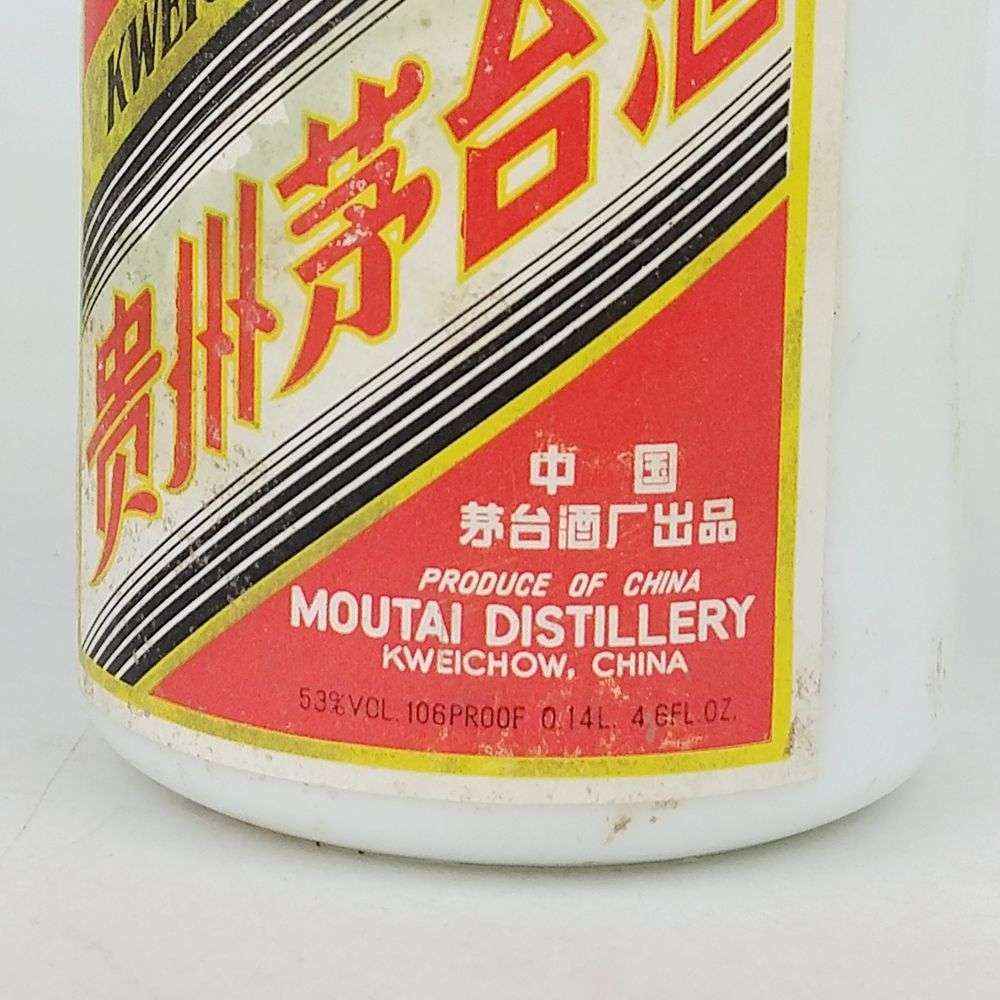 贵州茅台酒
中国
茅台酒厂出品
PRODUCE OF CHINA
MOUTAI DISTILLERY
KWEICHOW, CHINA
53%VOL. 106PROOF 0.14L. 4.6FL.OZ.